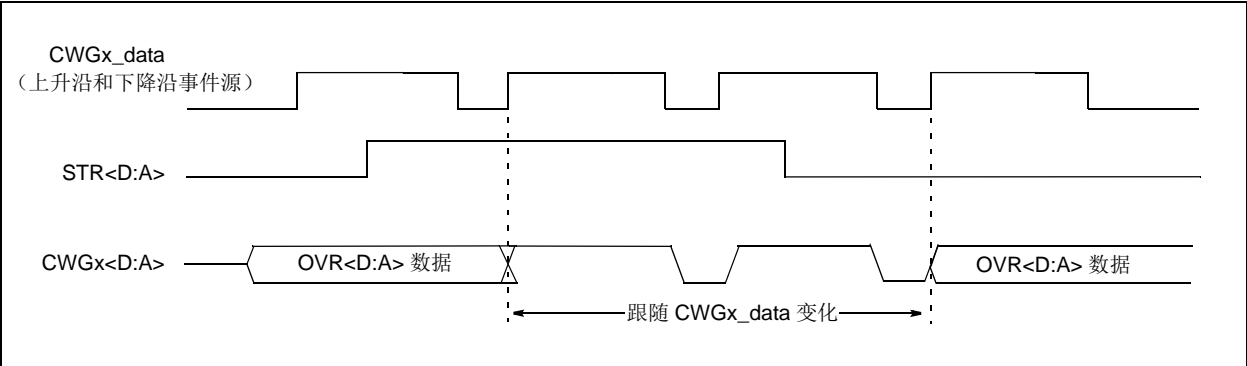 CWGx_data
（上升沿和下降沿事件源）
STR<D:A>
CWGx<D:A>
OVR<D:A> 数据
OVR<D:A> 数据
跟随 CWGx_data 变化